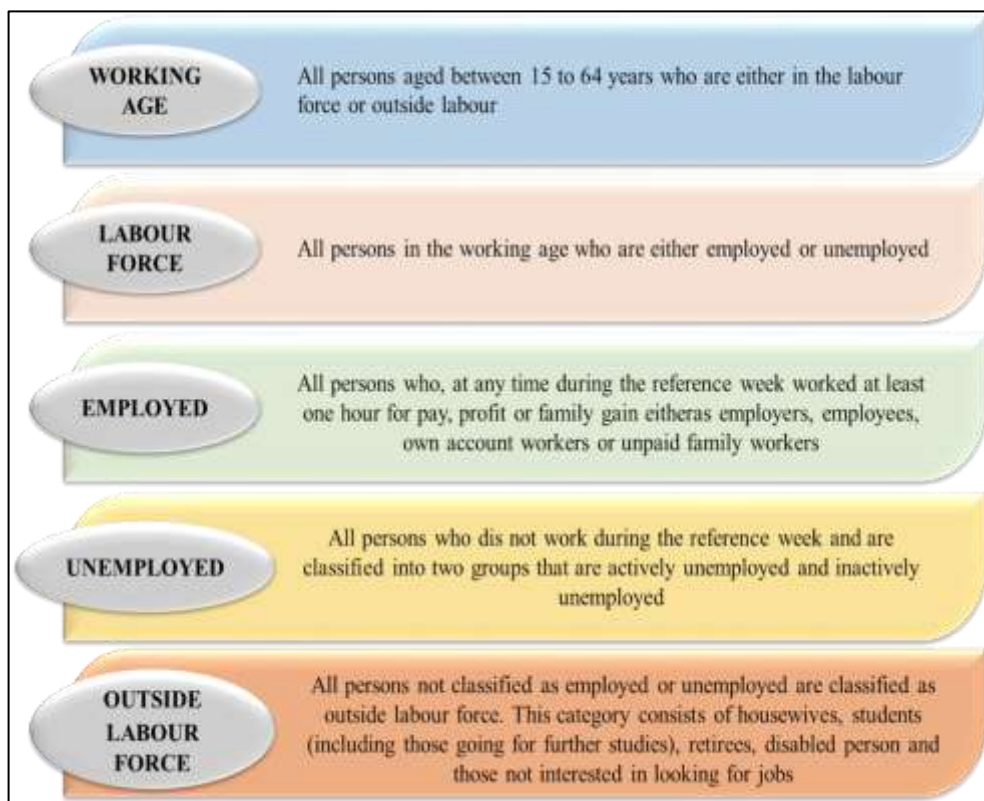 WORKING
AGE
All persons aged between 15 to 64 years who are either in the labour
force or outside labour
LABOUR
FORCE
All persons in the working age who are either employed or unemployed
EMPLOYED
All persons who, at any time during the reference week worked at least
one hour for pay, profit or family gain eitheras employers, employees,
own account workers or unpaid family workers
UNEMPLOYED
All persons who dis not work during the reference week and are
classified into two groups that are actively unemployed and inactively
unemployed
OUTSIDE
LABOUR
FORCE
All persons not classified as employed or unemployed are classified as
outside labour force. This category consists of housewives, students
(including those going for further studies), retirees, disabled person and
those not interested in looking for jobs